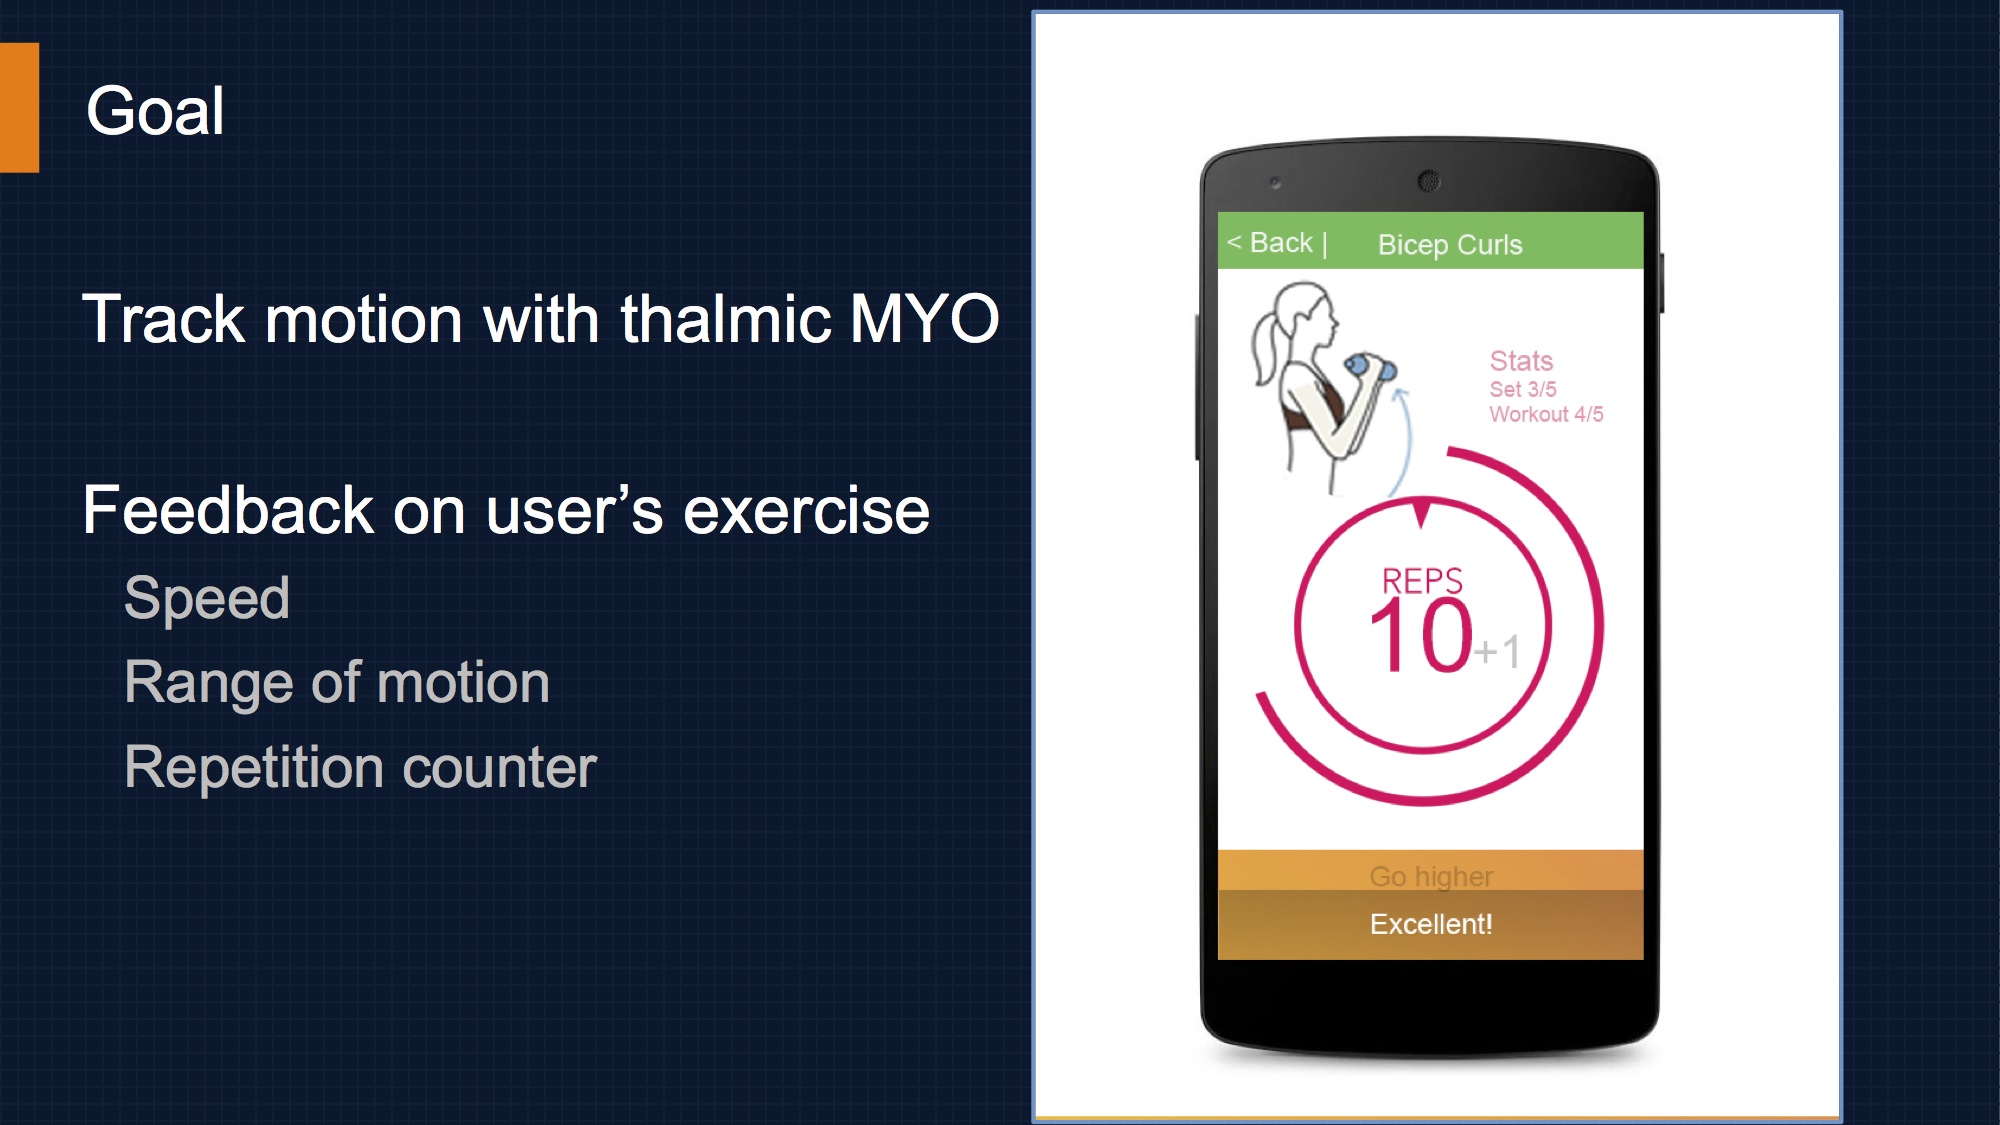 Goal
Track motion with thalmic MYO
Feedback on user’s exercise
Speed
Range of motion
Repetition counter
< Back | Bicep Curls
Stats
Set 3/5
Workout 4/5
REPS
10+1
Go higher
Excellent!